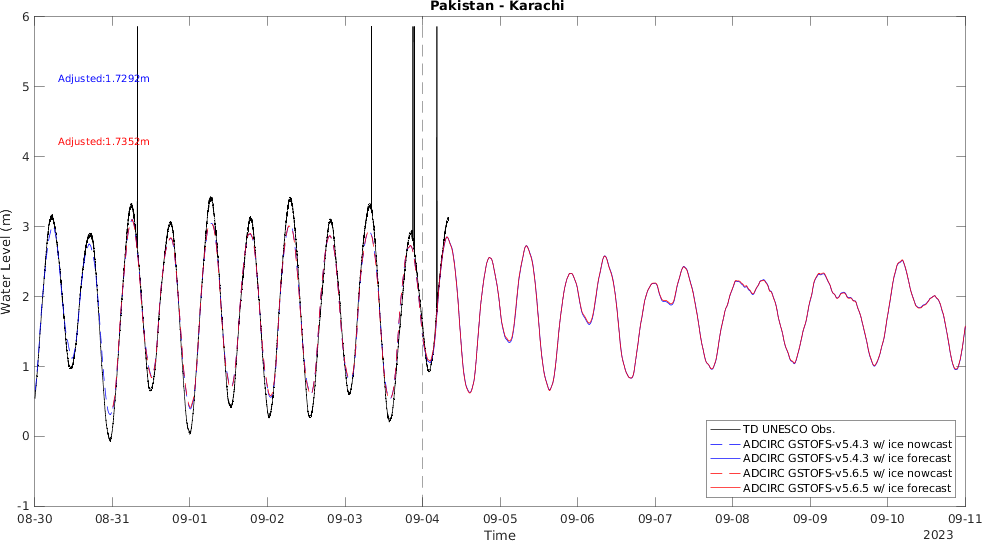 Pakistan - Karachi
6
5
4
3
2
1
0
-1
Water Level (m)
Adjusted:1.7292m
Adjusted:1.7352m
TD UNESCO Obs.
ADCIRC GSTOFS-v5.4.3 w/ ice nowcast
ADCIRC GSTOFS-v5.4.3 w/ ice forecast
ADCIRC GSTOFS-v5.6.5 w/ ice nowcast
ADCIRC GSTOFS-v5.6.5 w/ ice forecast
08-30 08-31 09-01 09-02 09-03 09-04 09-05 09-06 09-07 09-08 09-09 09-10 09-11
Time
2023